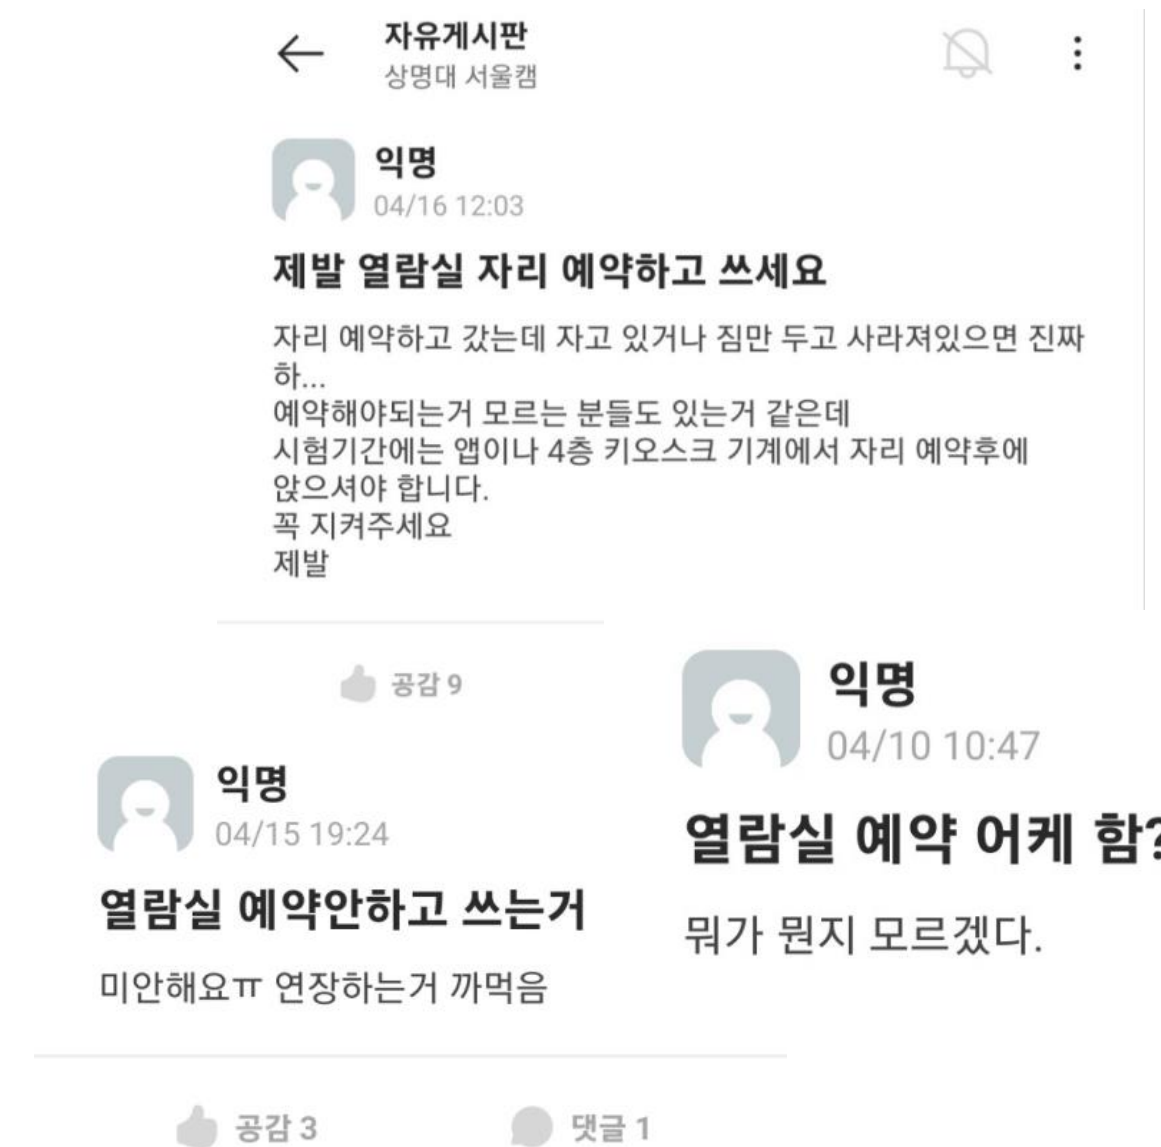 자유게시판
상명대 서울캠
익명
04/16 12:03
제발 열람실 자리 예약하고 쓰세요
자리 예약하고 갔는데 자고 있거나 짐만 두고 사라져있으면 진짜
하...
예약해야되는거 모르는 분들도 있는거 같은데
시험기간에는 앱이나 4층 키오스크 기계에서 자리 예약후에
앉으셔야 합니다.
꼭 지켜주세요
제발
공감 9
익명
04/15 19:24
열람실 예약안하고 쓰는거
미안해요ㅠ 연장하는거 까먹음
공감 3
댓글 1
익명
04/10 10:47
열람실 예약 어케 함?
뭐가 뭔지 모르겠다.